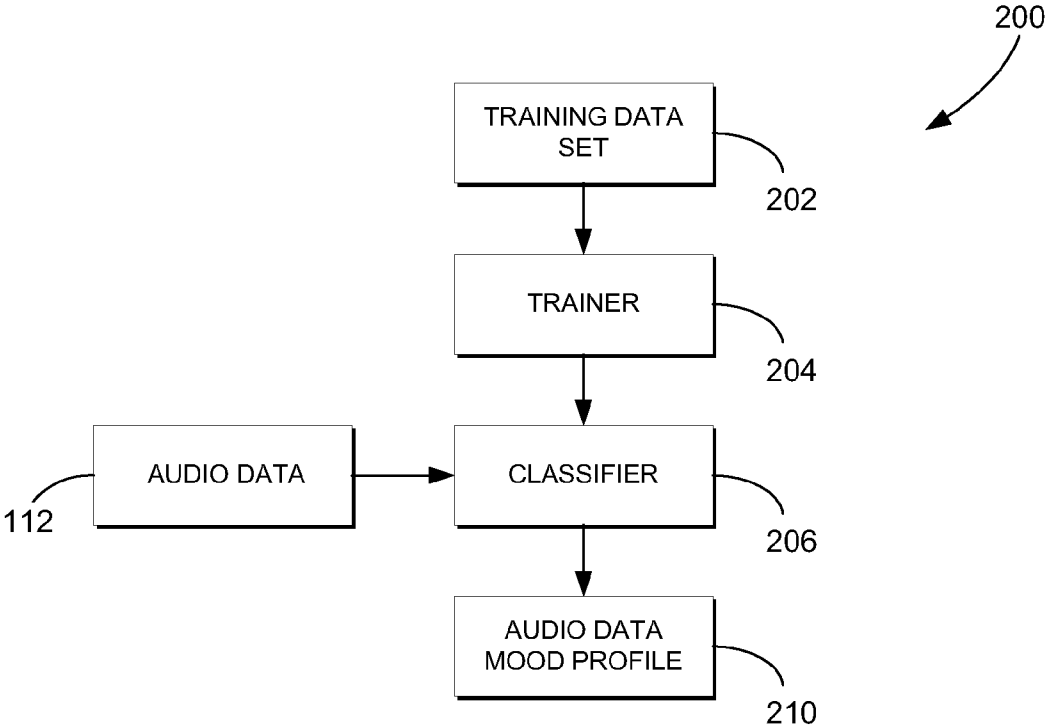 200
TRAINING DATA
SET
202
TRAINER
204
AUDIO DATA
CLASSIFIER
112
206
AUDIO DATA
MOOD PROFILE
210